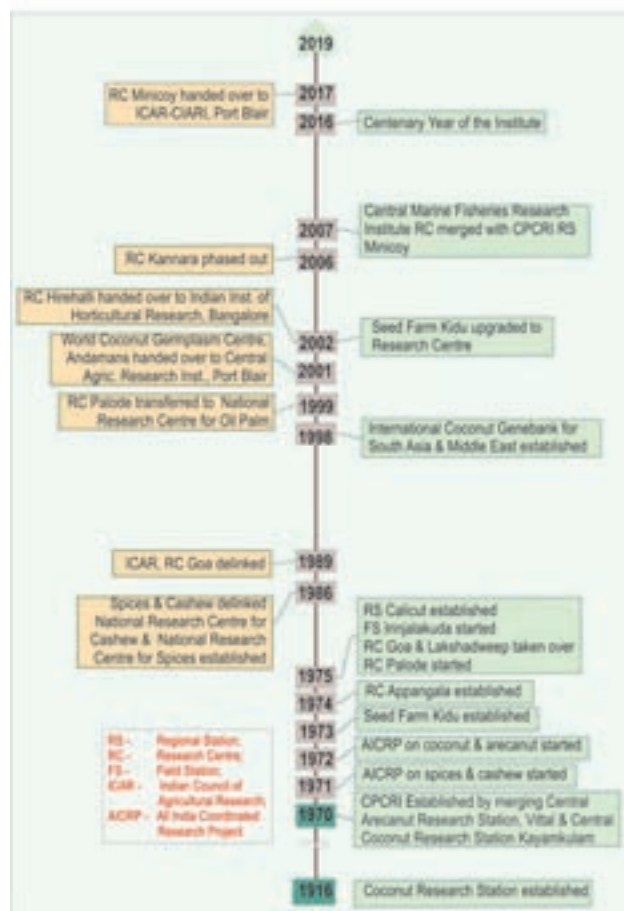 2019
2017
RC Minicoy handed over to
ICAR-CIARI, Port Blair
2016
Centenary Year of the Institute
2007
Central Marine Fisheries Research
Institute RC merged with CPCRI RS
Minicoy
2006
RC Kannara phased out
RC Hirehalli handed over to Indian Inst. of
Horticultural Research, Bangalore
2002
Seed Farm Kidu upgraded to
Research Centre
World Coconut Germplasm Centre,
Andamans handed over to Central
Agric. Research Inst., Port Blair
2001
RC Palode transferred to National
Research Centre for Oil Palm
1999
1998
International Coconut Genebank for
South Asia & Middle East established
ICAR, RC Goa delinked
1989
1986
Spices & Cashew delinked
National Research Centre for
Cashew & National Research
Centre for Spices established
RS Calicut established
FS Irinjalakuda started
RC Goa & Lakshadweep taken over
RC Palode started
1975
1974
RC Appangala established
1973
Seed Farm Kidu established
1972
AICRP on coconut & arecanut started
1971
AICRP on spices & cashew started
RS - Regional Station;
RC - Research Centre;
FS - Field Station;
ICAR - Indian Council of
Agricultural Research;
AICRP - All India Coordinated
Research Project
1970
CPCRI Established by merging Central
Arecanut Research Station, Vittal & Central
Coconut Research Station Kayamkulam
1916
Coconut Research Station established